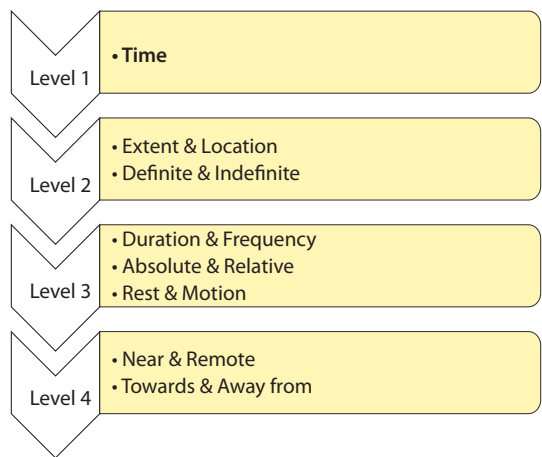 Level 1
• Time
Level 2
• Extent & Location
• Definite & Indefinite
Level 3
• Duration & Frequency
• Absolute & Relative
• Rest & Motion
Level 4
• Near & Remote
• Towards & Away from